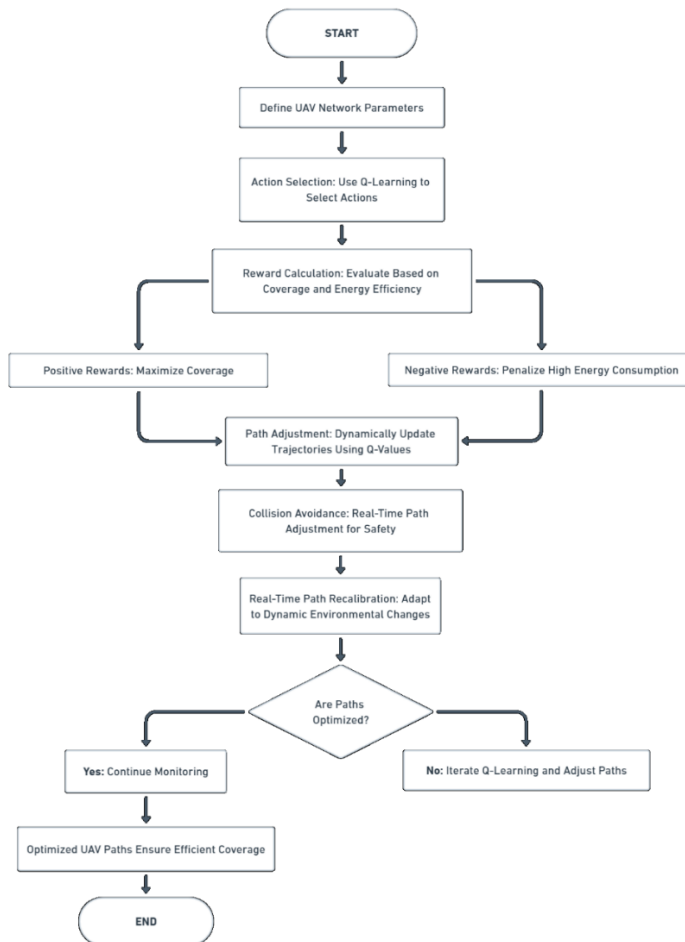 START
Define UAV Network Parameters
Action Selection: Use Q-Learning to
Select Actions
Reward Calculation: Evaluate Based on
Coverage and Energy Efficiency
Positive Rewards: Maximize Coverage
Negative Rewards: Penalize High Energy Consumption
Path Adjustment: Dynamically Update
Trajectories Using Q-Values
Collision Avoidance: Real-Time Path
Adjustment for Safety
Real-Time Path Recalibration: Adapt
to Dynamic Environmental Changes
Are Paths
Optimized?
Yes: Continue Monitoring
No: Iterate Q-Learning and Adjust Paths
Optimized UAV Paths Ensure Efficient Coverage
END